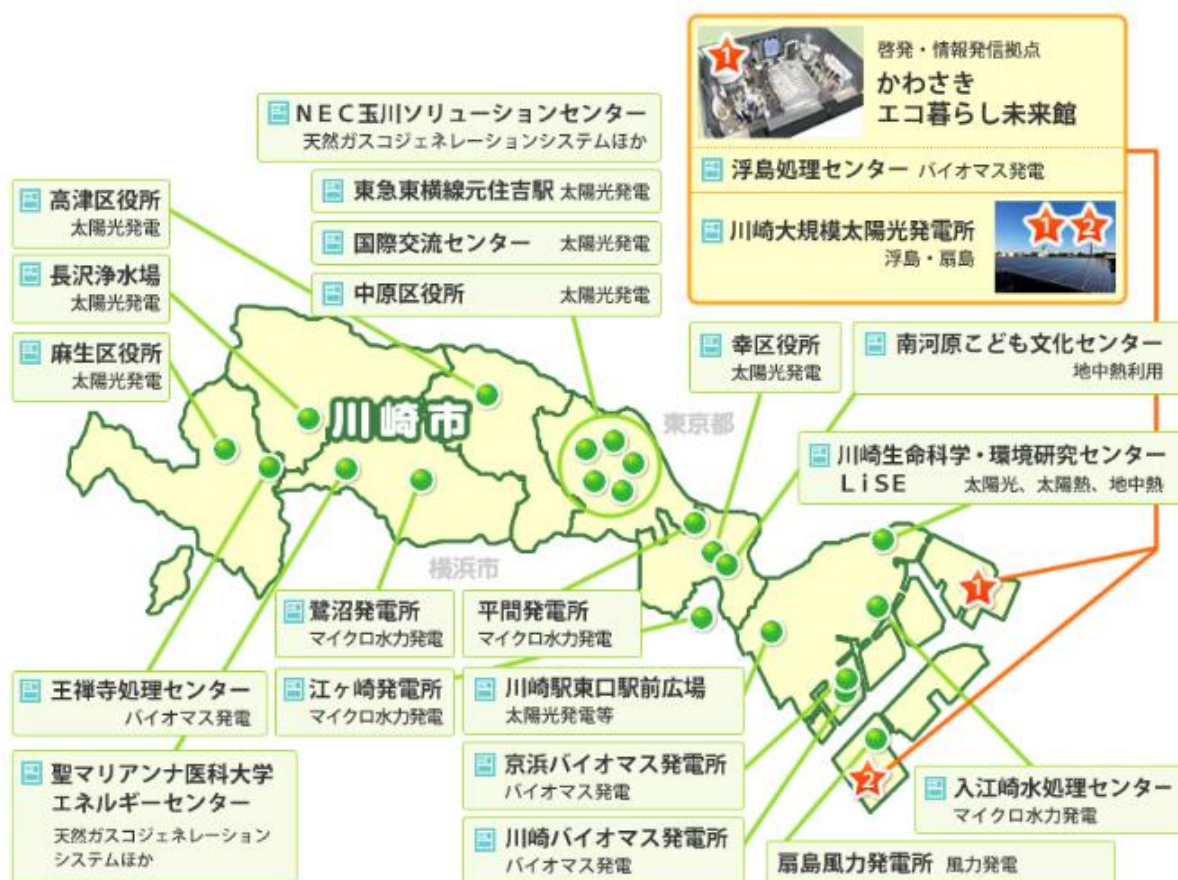 啓発・情報発信拠点
かわさき
エコ暮らし未来館
浮島処理センター バイオマス発電
川崎大規模太陽光発電所
浮島・扇島
1
1 2
NEC玉川ソリューションセンター
天然ガスコジェネレーションシステムほか
東急東横線元住吉駅 太陽光発電
国際交流センター 太陽光発電
中原区役所 太陽光発電
高津区役所
太陽光発電
長沢浄水場
太陽光発電
麻生区役所
太陽光発電
幸区役所
太陽光発電
南河原こども文化センター
地中熱利用
川崎生命科学・環境研究センター
LiSE 太陽光、太陽熱、地中熱
川崎市
東京都
横浜市
1
2
鷺沼発電所
マイクロ水力発電
平間発電所
マイクロ水力発電
王禅寺処理センター
バイオマス発電
江ヶ崎発電所
マイクロ水力発電
川崎駅東口駅前広場
太陽光発電等
聖マリアンナ医科大学
エネルギーセンター
天然ガスコジェネレーション
システムほか
京浜バイオマス発電所
バイオマス発電
川崎バイオマス発電所
バイオマス発電
入江崎水処理センター
マイクロ水力発電
扇島風力発電所 風力発電